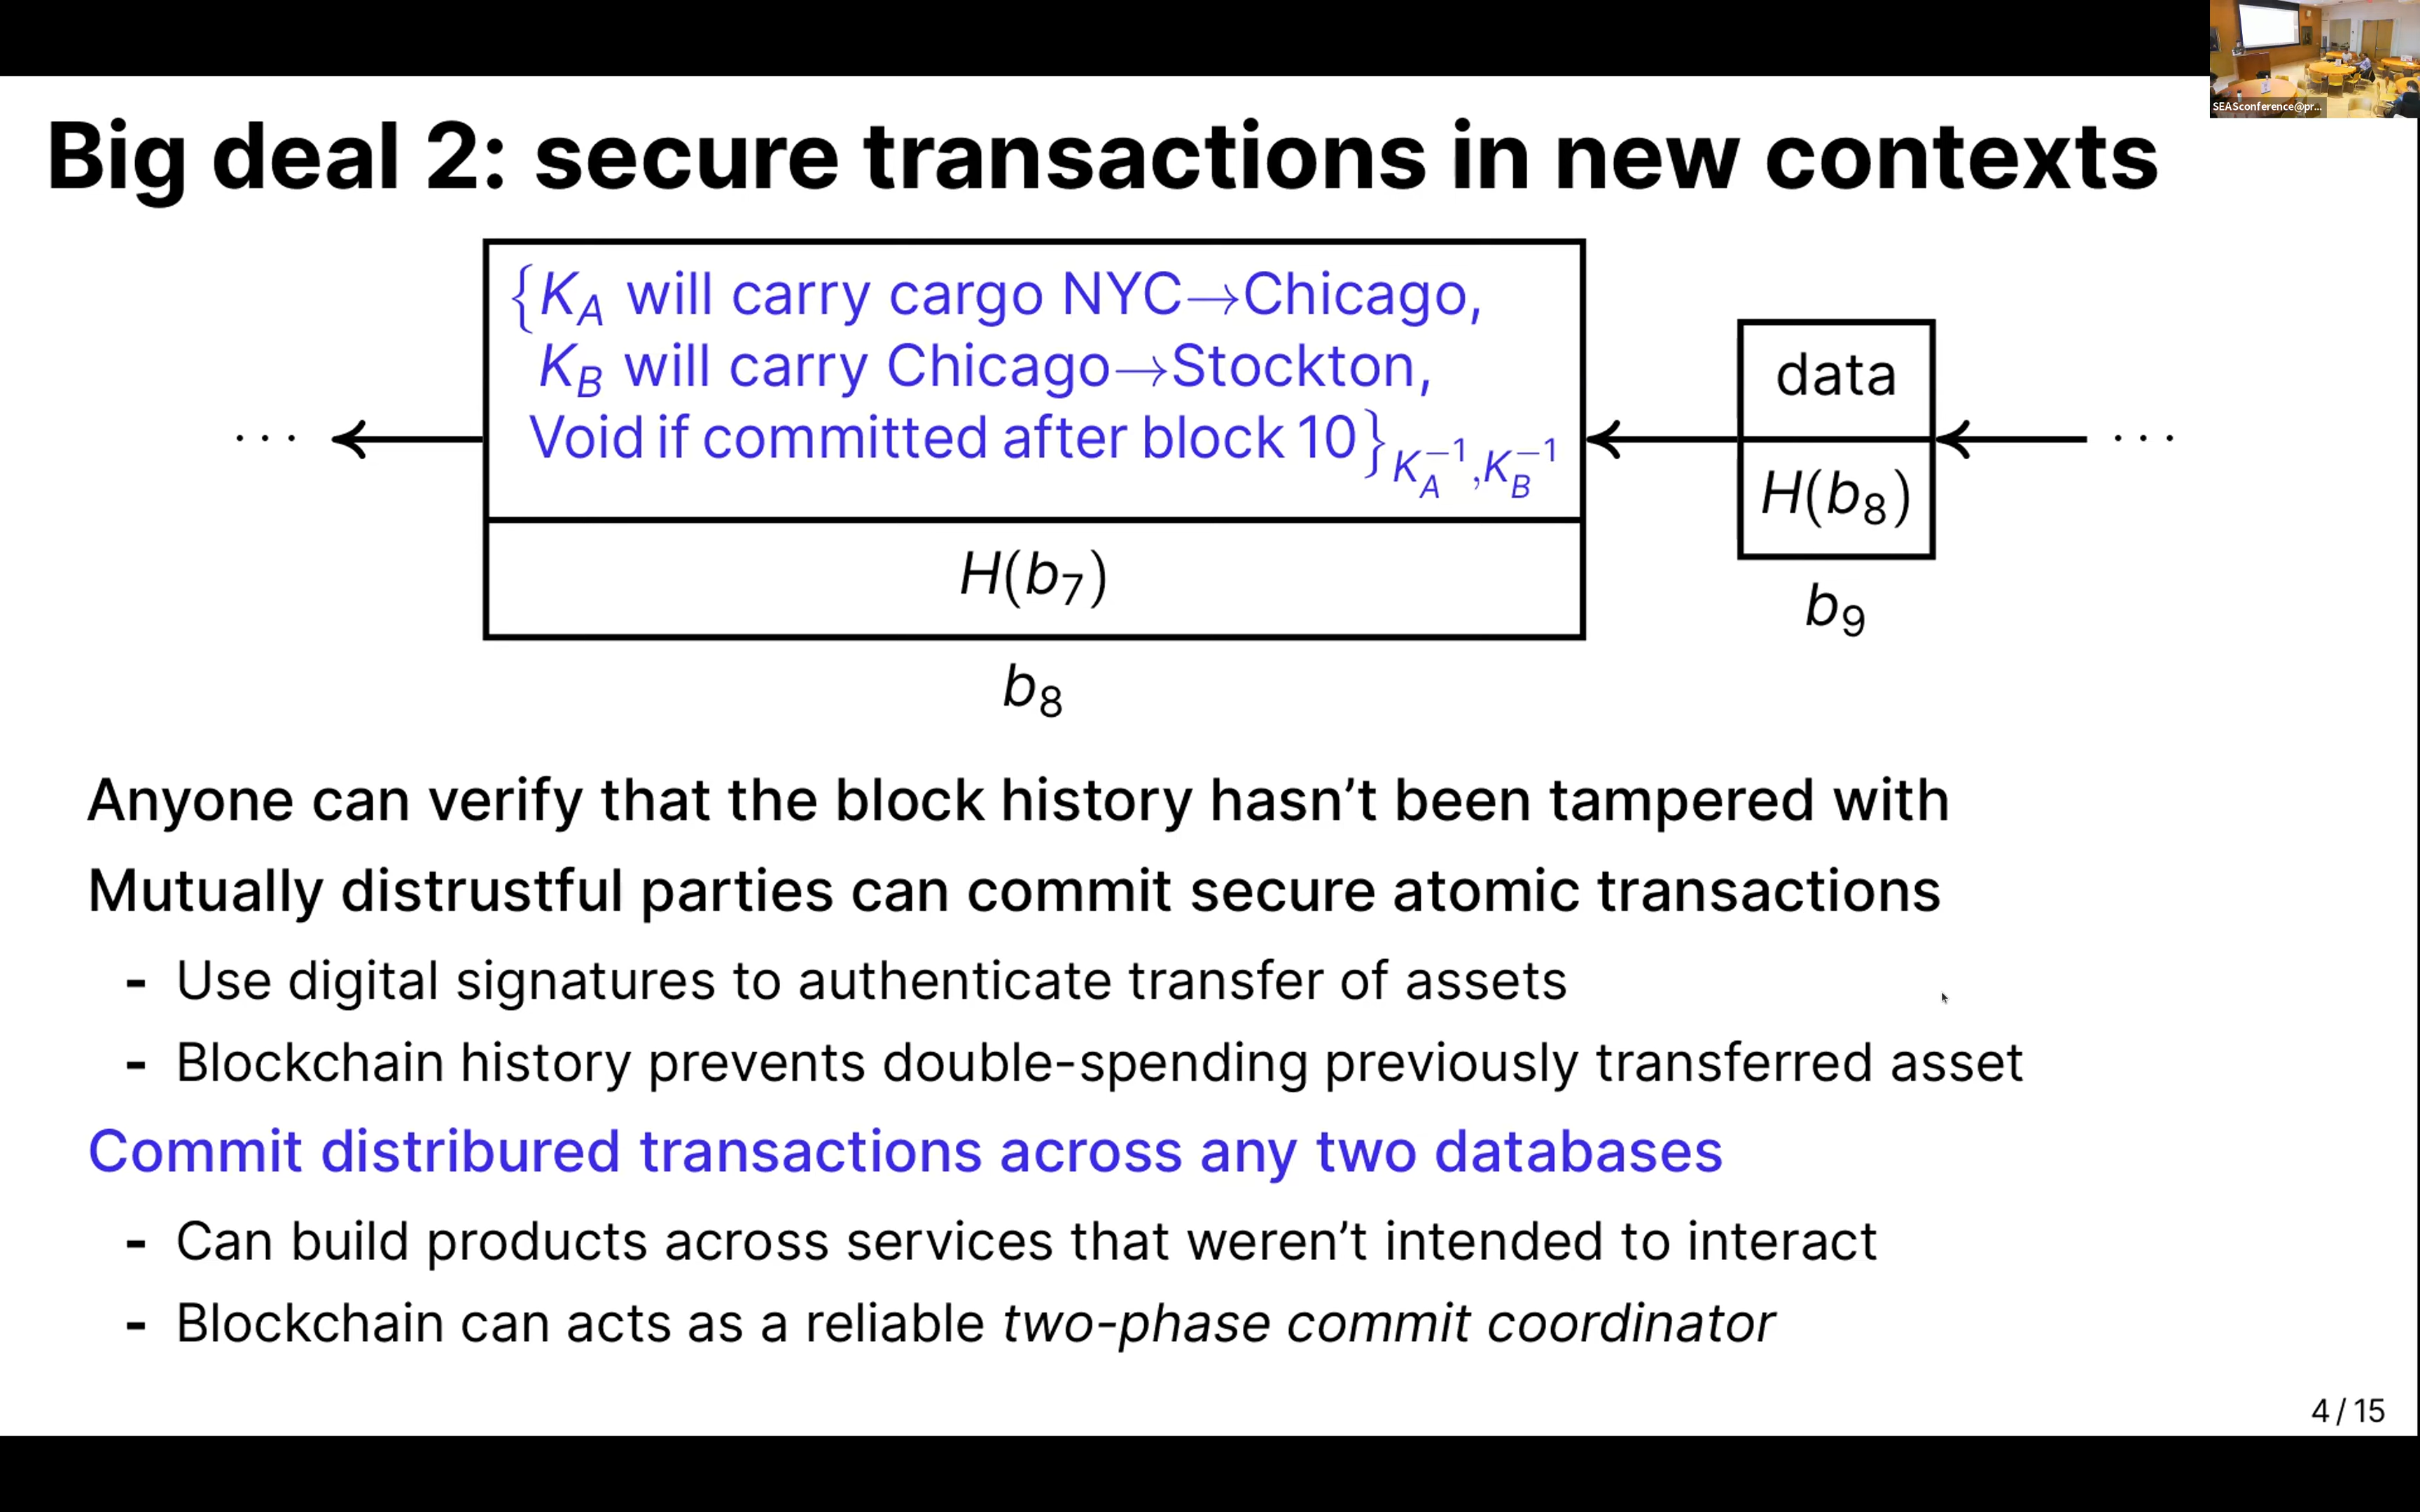 SEASconference@pr...
Big deal 2: secure transactions in new contexts
{K_A will carry cargo NYC→Chicago,
K_B will carry Chicago→Stockton,
Void if committed after block 10}_{K_A^{-1},K_B^{-1}}
H(b_7)
b_8
data
H(b_8)
b_9
··· ···
Anyone can verify that the block history hasn’t been tampered with
Mutually distrustful parties can commit secure atomic transactions
- Use digital signatures to authenticate transfer of assets
- Blockchain history prevents double-spending previously transferred asset
Commit distribured transactions across any two databases
- Can build products across services that weren’t intended to interact
- Blockchain can acts as a reliable two-phase commit coordinator
4 / 15